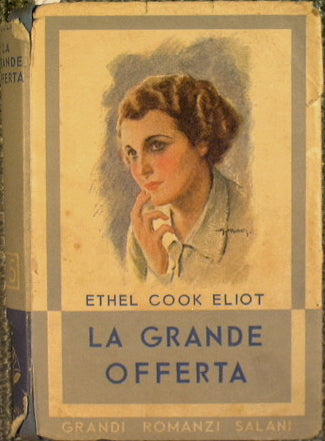 LA
GRANDE
OFFERTA
ETHEL COOK ELIOT
LA GRANDE
OFFERTA
GRANDI ROMANZI SALANI